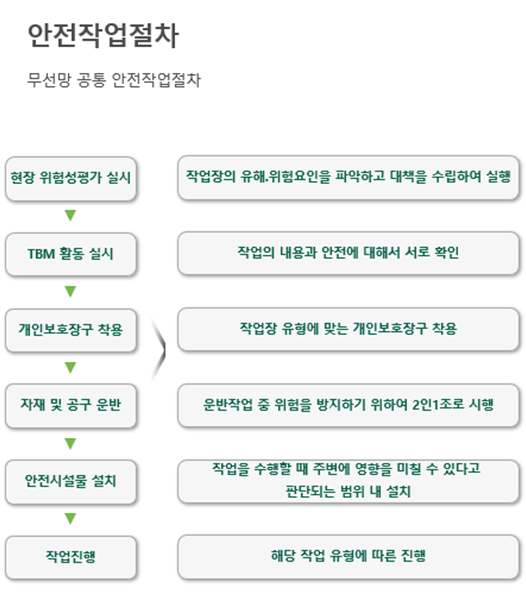 안전작업절차
무선망 공통 안전작업절차
현장 위험성평가 실시
작업장의 유해.위험요인을 파악하고 대책을 수립하여 실행
TBM 활동 실시
작업의 내용과 안전에 대해서 서로 확인
개인보호장구 착용
작업장 유형에 맞는 개인보호장구 착용
자재 및 공구 운반
운반작업 중 위험을 방지하기 위하여 2인1조로 시행
안전시설물 설치
작업을 수행할 때 주변에 영향을 미칠 수 있다고
판단되는 범위 내 설치
작업진행
해당 작업 유형에 따른 진행